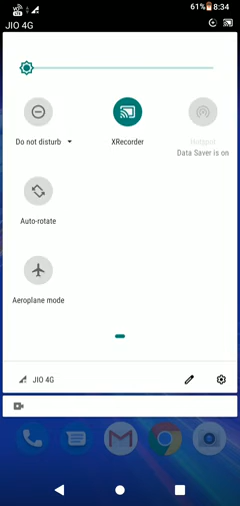 61% 8:34
JIO 4G
Do not disturb
XRecorder
Hotspot
Data Saver is on
Auto-rotate
Aeroplane mode
JIO 4G